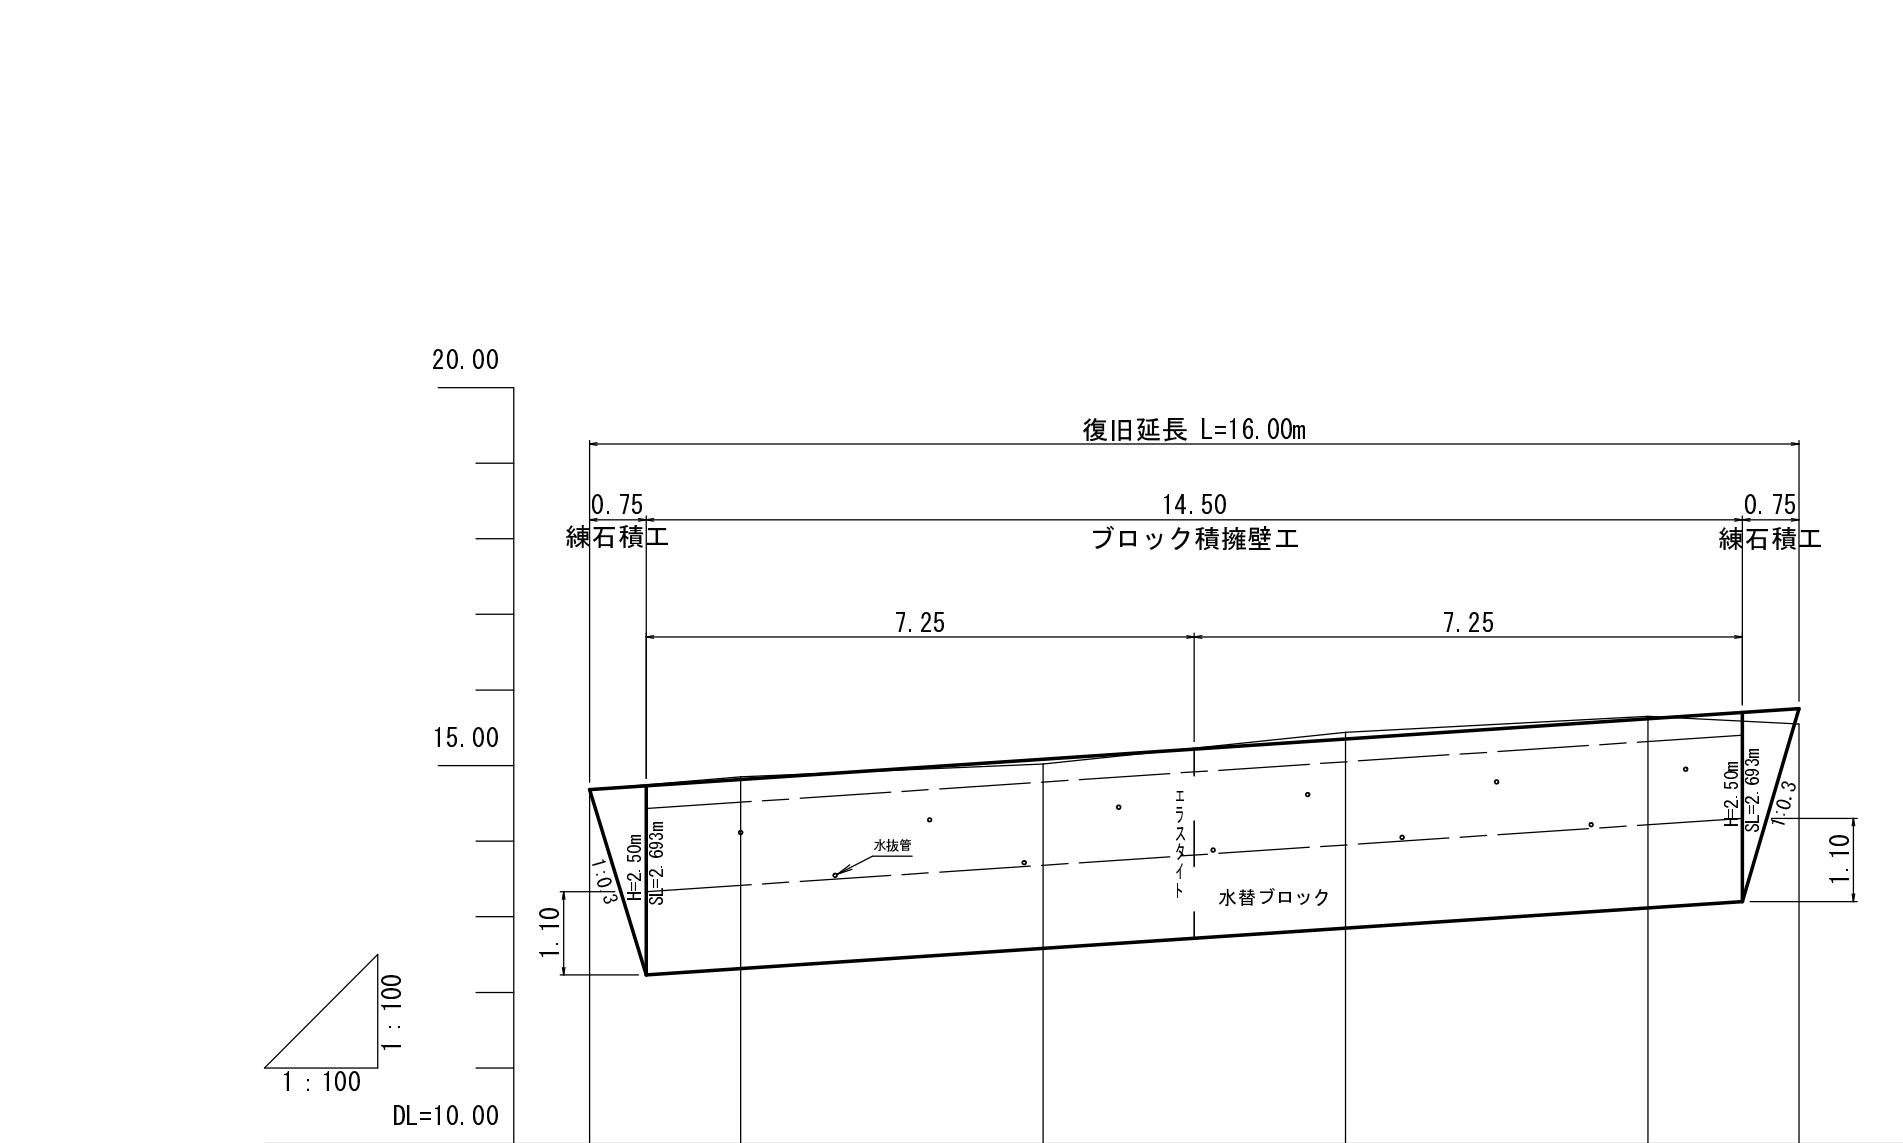 20.00
復旧延長 L=16.00m
0.75
14.50
0.75
練石積工
ブロック積擁壁工
練石積工
7.25
7.25
15.00
H=2.50m
SL=2.693m
1:0.3
エラスタイト
水抜管
H=2.50m
SL=2.693m
1:0.3
水替ブロック
1.10
1.10
1 : 100
1 : 100
DL=10.00